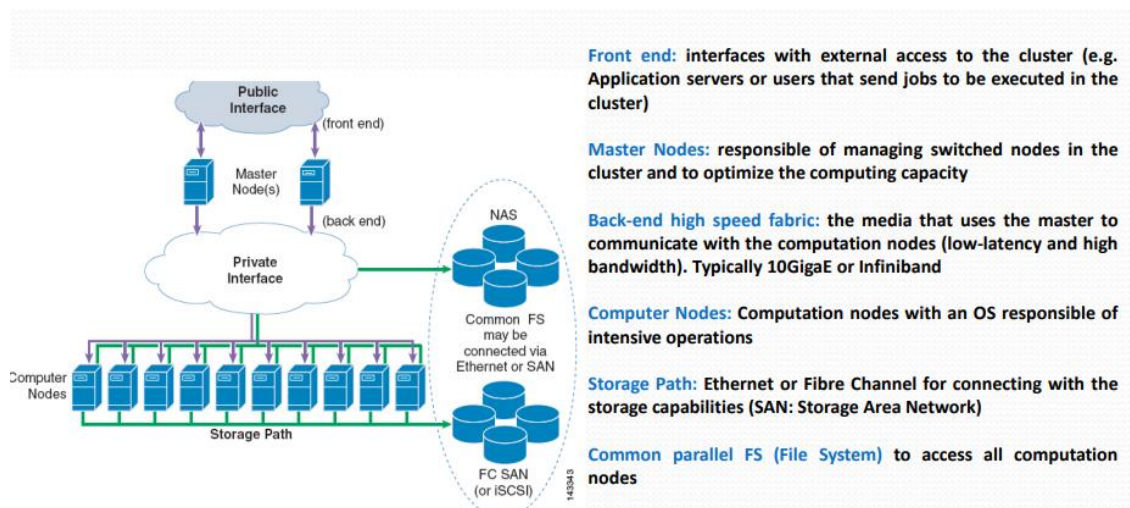 Public
Interface
(front end)
Master
Node(s)
(back end)
Private
Interface
NAS
Common FS
may be
connected via
Ethernet or SAN
Computer
Nodes
Storage Path
FC SAN
(or iSCSI)
143343
Front end: interfaces with external access to the cluster (e.g.
Application servers or users that send jobs to be executed in the
cluster)
Master Nodes: responsible of managing switched nodes in the
cluster and to optimize the computing capacity
Back-end high speed fabric: the media that uses the master to
communicate with the computation nodes (low-latency and high
bandwidth). Typically 10GigaE or Infiniband
Computer Nodes: Computation nodes with an OS responsible of
intensive operations
Storage Path: Ethernet or Fibre Channel for connecting with the
storage capabilities (SAN: Storage Area Network)
Common parallel FS (File System) to access all computation
nodes